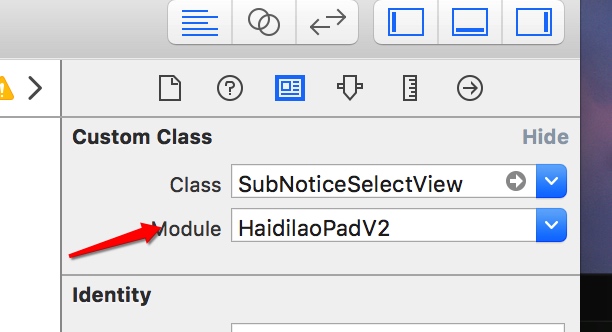 Custom Class Hide
Class SubNoticeSelectView
Module HaidilaoPadV2
Identity